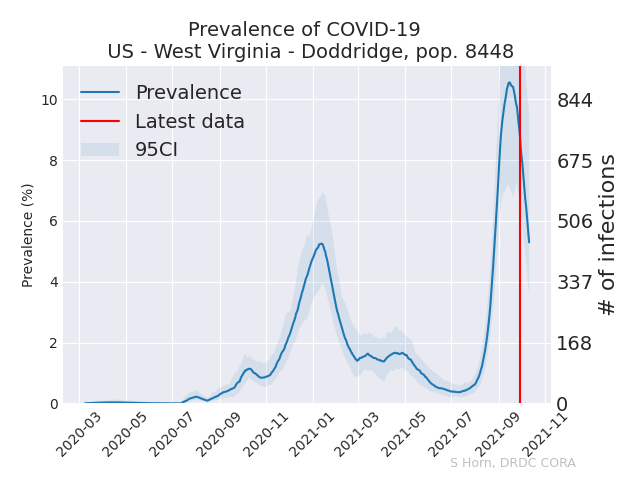 Prevalence of COVID-19
US - West Virginia - Doddridge, pop. 8448
Prevalence
Latest data
95CI
Prevalence (%)
10
8
6
4
2
0
844
675
506
337
168
0
# of infections
2020-03
2020-05
2020-07
2020-09
2020-11
2021-01
2021-03
2021-05
2021-07
2021-09
2021-11
S Horn, DRDC CORA